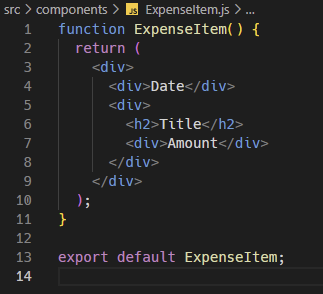 src > components > JS ExpenseItem.js > ...
1 function ExpenseItem() {
2   return (
3     <div>
4       <div>Date</div>
5       <div>
6         <h2>Title</h2>
7         <div>Amount</div>
8       </div>
9     </div>
10   );
11 }
12
13 export default ExpenseItem;
14